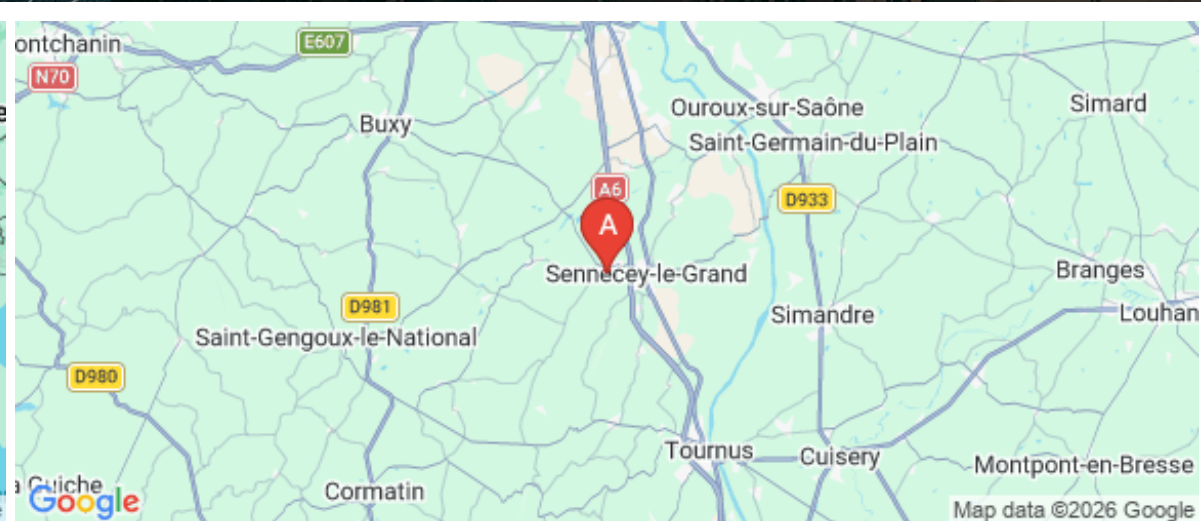 ontchanin
E607
N70
Buxy
Ouroux-sur-Saône
Simard
Saint-Germain-du-Plain
A6
D933
A
Sennecey-le-Grand
Branges
D981
Simandre
Louhan
Saint-Gengoux-le-National
D980
Tournus
Cuisery
Montpont-en-Bresse
a Guiche
Cormatin
Google
Map data ©2026 Google